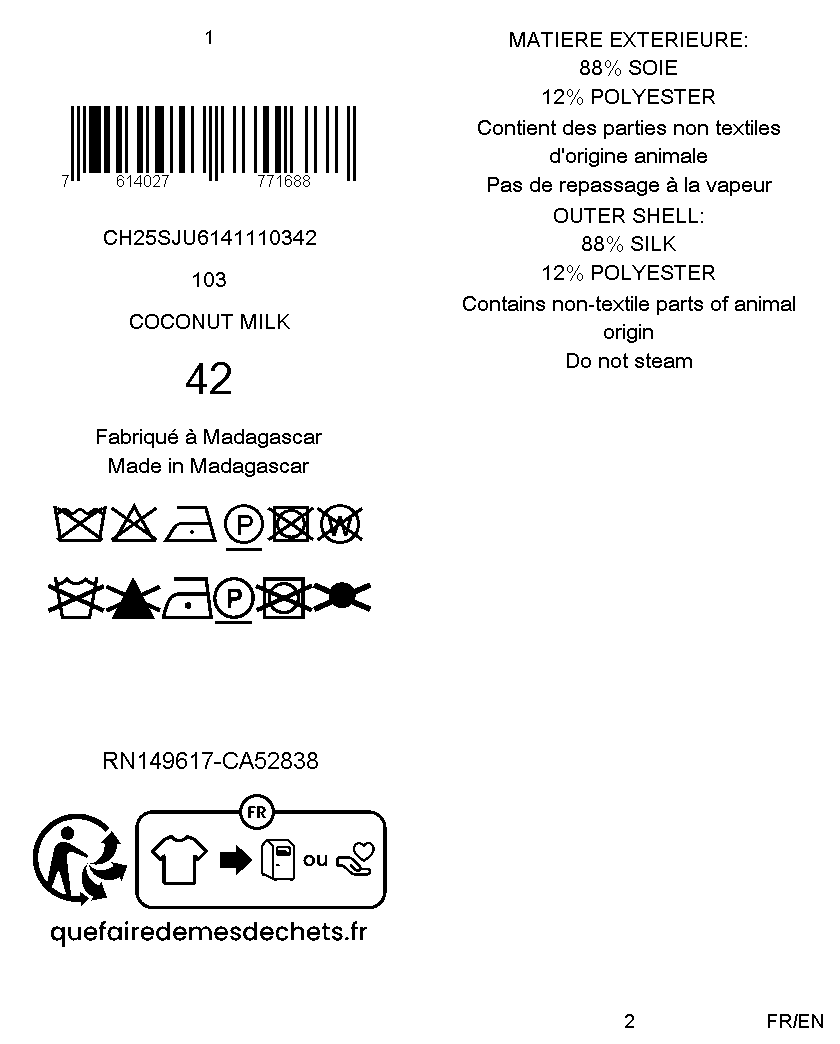 1
7 614027 771688
CH25SJU6141110342
103
COCONUT MILK
42
Fabriqué à Madagascar
Made in Madagascar
P W
P
RN149617-CA52838
FR
ou
quefairedemesdechets.fr
MATIERE EXTERIEURE:
88% SOIE
12% POLYESTER
Contient des parties non textiles
d'origine animale
Pas de repassage à la vapeur
OUTER SHELL:
88% SILK
12% POLYESTER
Contains non-textile parts of animal
origin
Do not steam
2
FR/EN